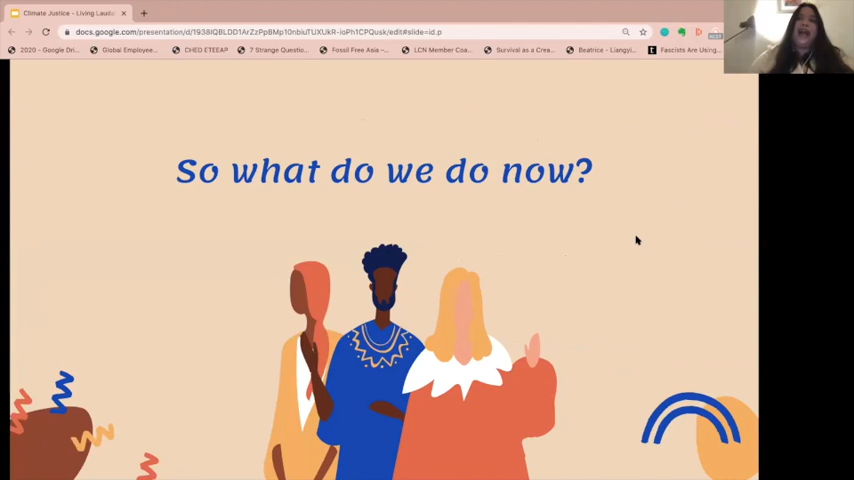 Climate Justice - Living Lauda
docs.google.com/presentation/d/1938IQBLDD1ArZzPpBMp10nbiuTUXUkR-ioPh1CPQusk/edit#slide=id.p
2020 - Google Dri...
Global Employee...
CHED ETEEAP
7 Strange Questio...
Fossil Free Asia -...
LCN Member Coa...
Survival as a Crea...
Beatrice - Liangyi...
Fascists Are Using...
So what do we do now?